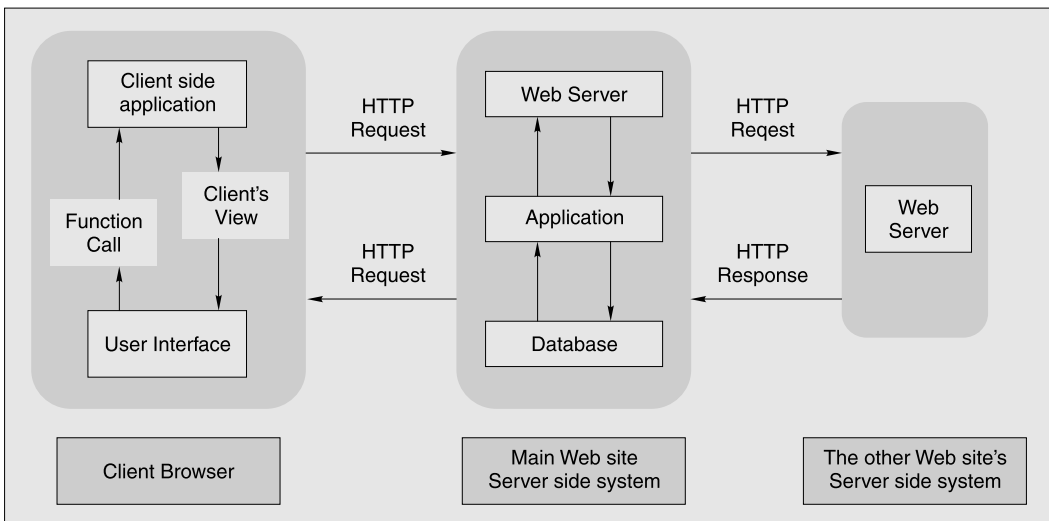 Client side
application
Function
Call
Client's
View
User Interface
HTTP
Request
HTTP
Request
Web Server
Application
Database
HTTP
Reqest
HTTP
Response
Web
Server
Client Browser
Main Web site
Server side system
The other Web site's
Server side system